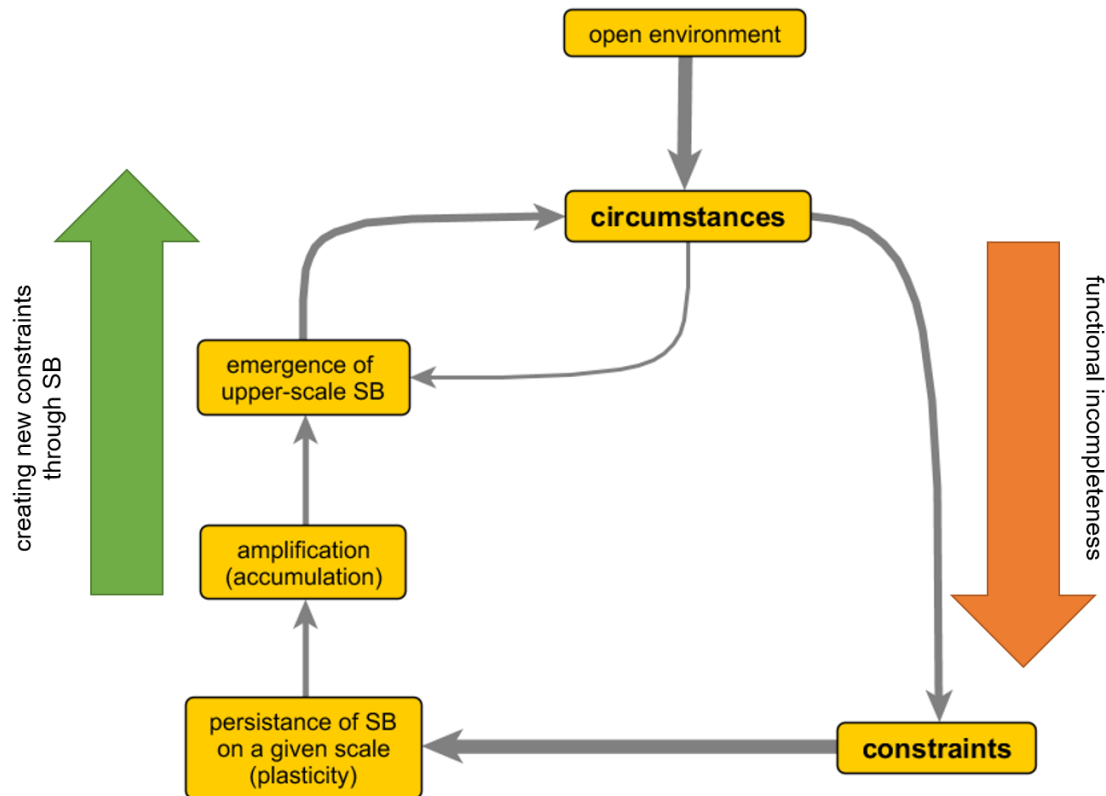 open environment
circumstances
creating new constraints
through SB
functional incompleteness
emergence of
upper-scale SB
amplification
(accumulation)
persistance of SB
on a given scale
(plasticity)
constraints